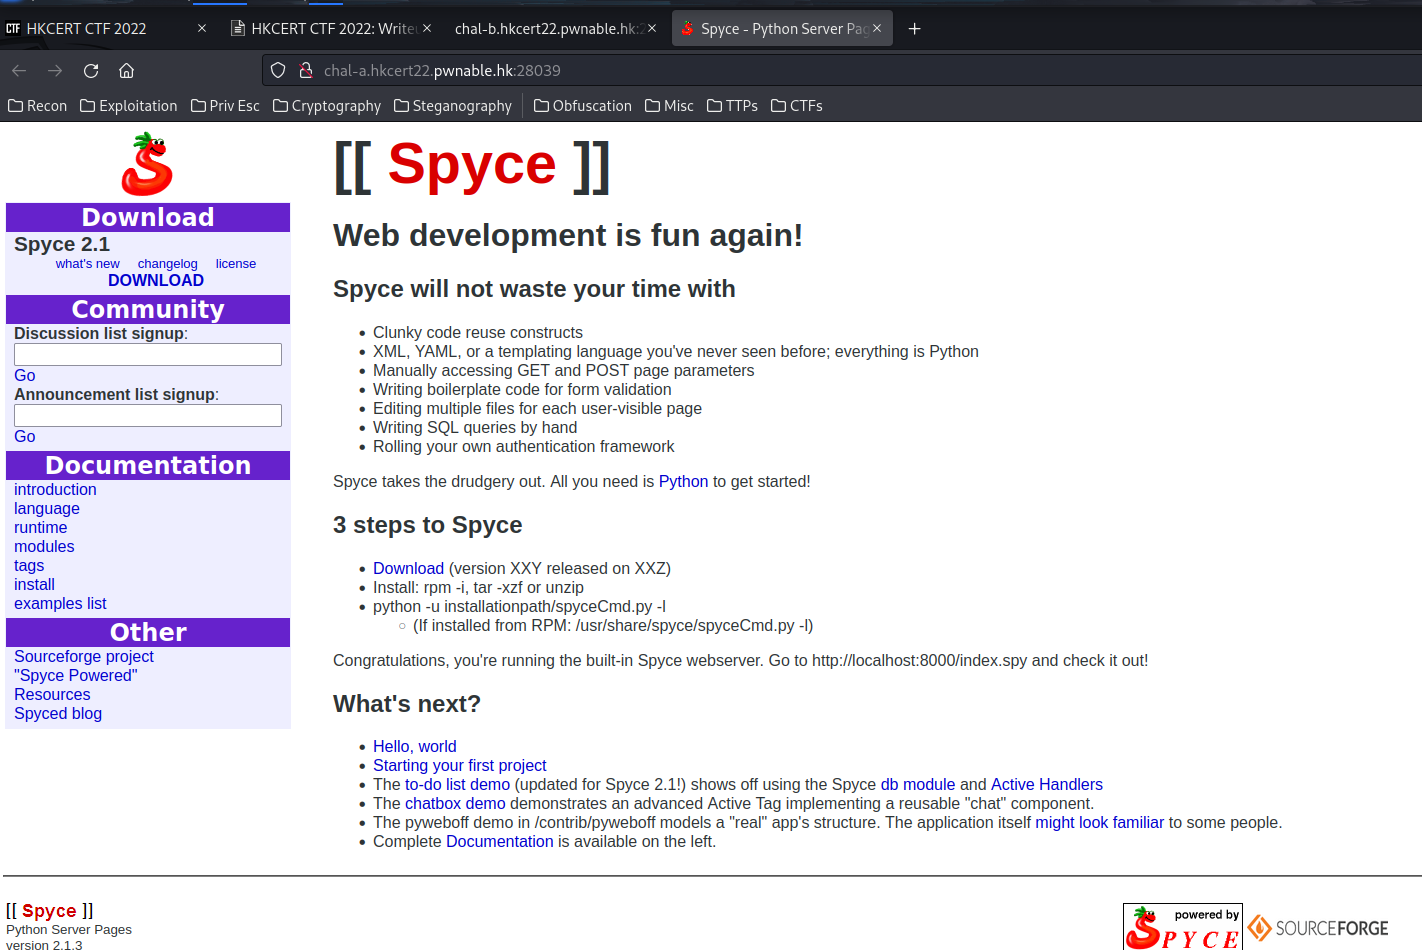 CTF HKCERT CTF 2022
HKCERT CTF 2022: Writeu
chal-b.hkcert22.pwnable.hk:2
Spyce - Python Server Pag
chal-a.hkcert22.pwnable.hk:28039
Recon Exploitation Priv Esc Cryptography Steganography Obfuscation Misc TTPs CTFs
Download
Spyce 2.1
what's new changelog license
DOWNLOAD
Community
Discussion list signup:
Go
Announcement list signup:
Go
Documentation
introduction
language
runtime
modules
tags
install
examples list
Other
Sourceforge project
"Spyce Powered"
Resources
Spyced blog
[[ Spyce ]]
Web development is fun again!
Spyce will not waste your time with
Clunky code reuse constructs
XML, YAML, or a templating language you've never seen before; everything is Python
Manually accessing GET and POST page parameters
Writing boilerplate code for form validation
Editing multiple files for each user-visible page
Writing SQL queries by hand
Rolling your own authentication framework
Spyce takes the drudgery out. All you need is Python to get started!
3 steps to Spyce
Download (version XXY released on XXZ)
Install: rpm -i, tar -xzf or unzip
python -u installationpath/spyceCmd.py -l
(If installed from RPM: /usr/share/spyce/spyceCmd.py -l)
Congratulations, you're running the built-in Spyce webserver. Go to http://localhost:8000/index.spy and check it out!
What's next?
Hello, world
Starting your first project
The to-do list demo (updated for Spyce 2.1!) shows off using the Spyce db module and Active Handlers
The chatbox demo demonstrates an advanced Active Tag implementing a reusable "chat" component.
The pyweboff demo in /contrib/pyweboff models a "real" app's structure. The application itself might look familiar to some people.
Complete Documentation is available on the left.
[[ Spyce ]]
Python Server Pages
version 2.1.3
powered by
SPYCE
SOURCEFORGE